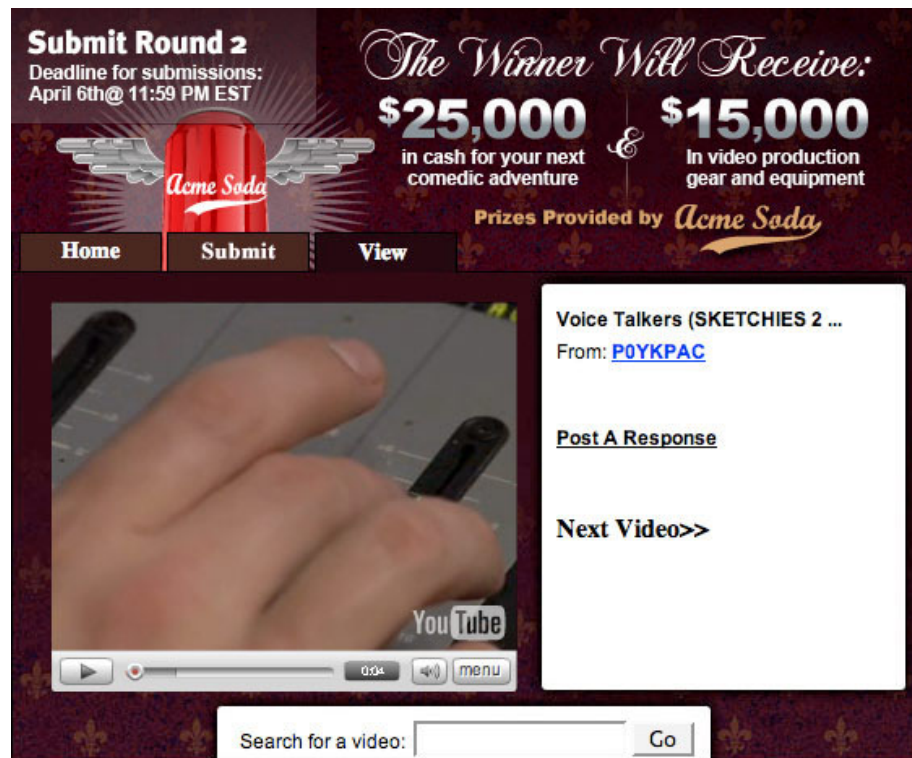 Submit Round 2
Deadline for submissions:
April 6th@ 11:59 PM EST
The Winner Will Receive:
$25,000
in cash for your next
comedic adventure
&
$15,000
In video production
gear and equipment
Prizes Provided by Acme Soda
Acme Soda
Home
Submit
View
Voice Talkers (SKETCHIES 2 ...
From: P0YKPAC
Post A Response
Next Video>>
YouTube
0:04
menu
Search for a video:
Go